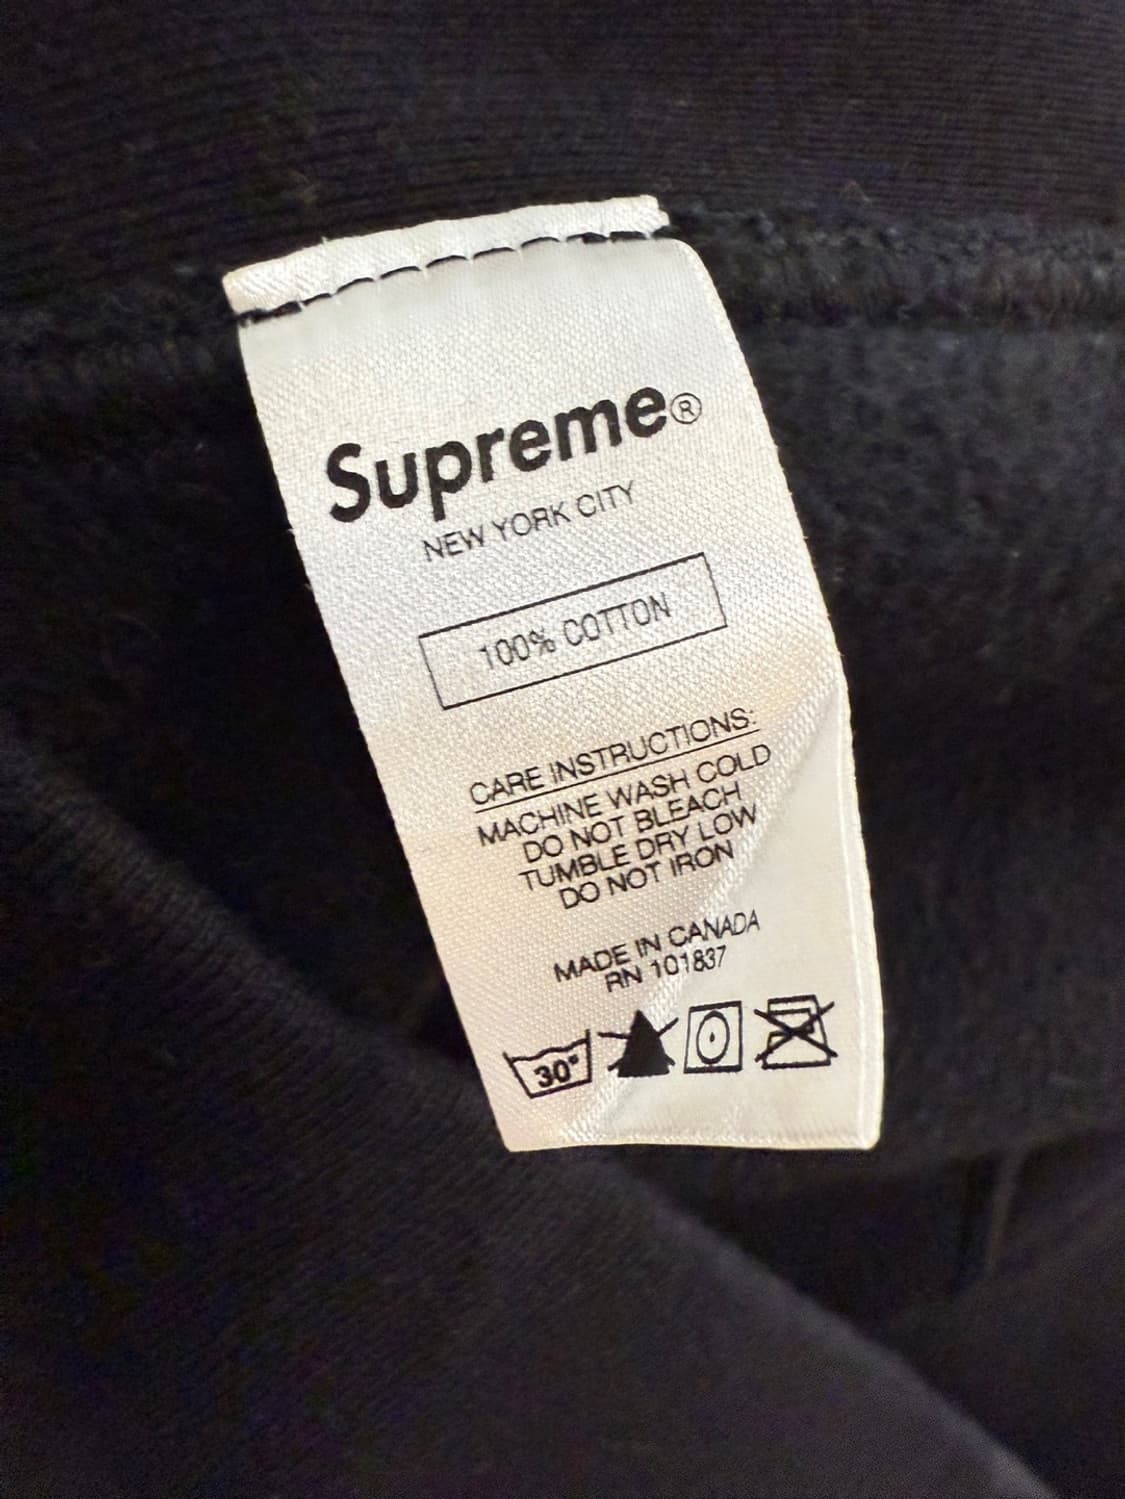 Supreme®
NEW YORK CITY
100% COTTON
CARE INSTRUCTIONS:
MACHINE WASH COLD
DO NOT BLEACH
TUMBLE DRY LOW
DO NOT IRON
MADE IN CANADA
RN 101837
30°